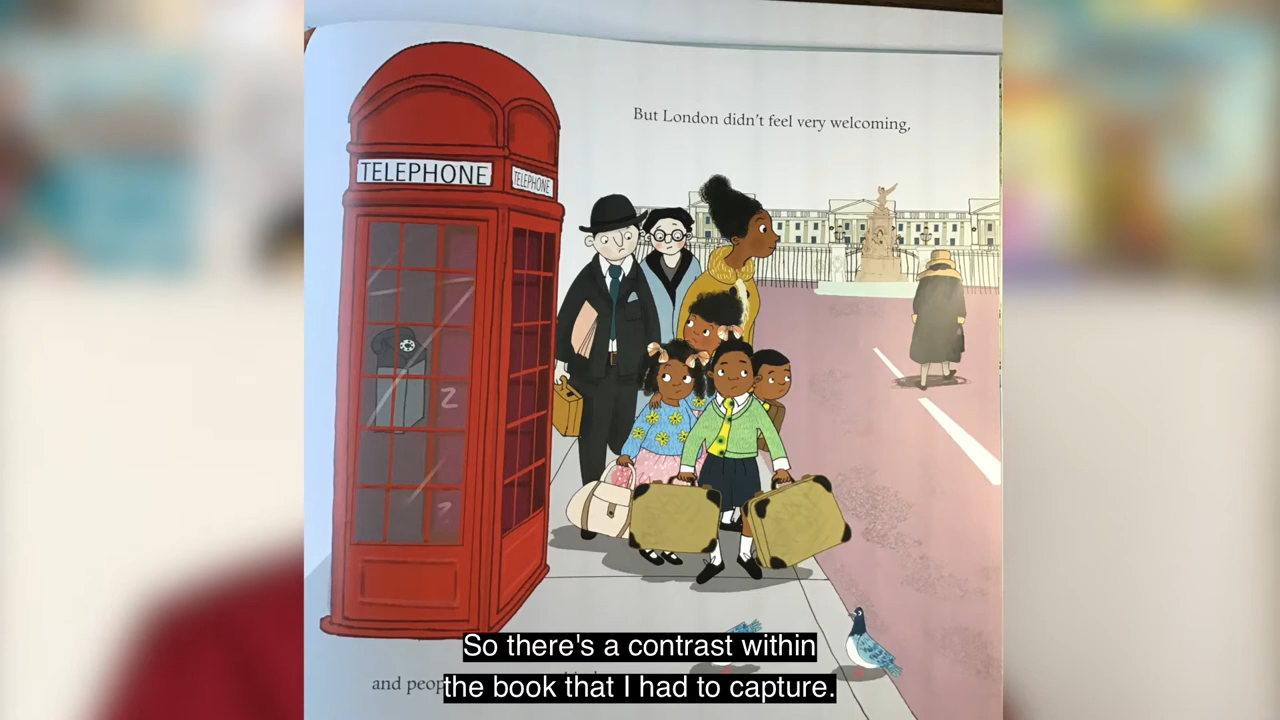 But London didn't feel very welcoming,
TELEPHONE
TELEPHONE
and
So there's a contrast within
the book that I had to capture.